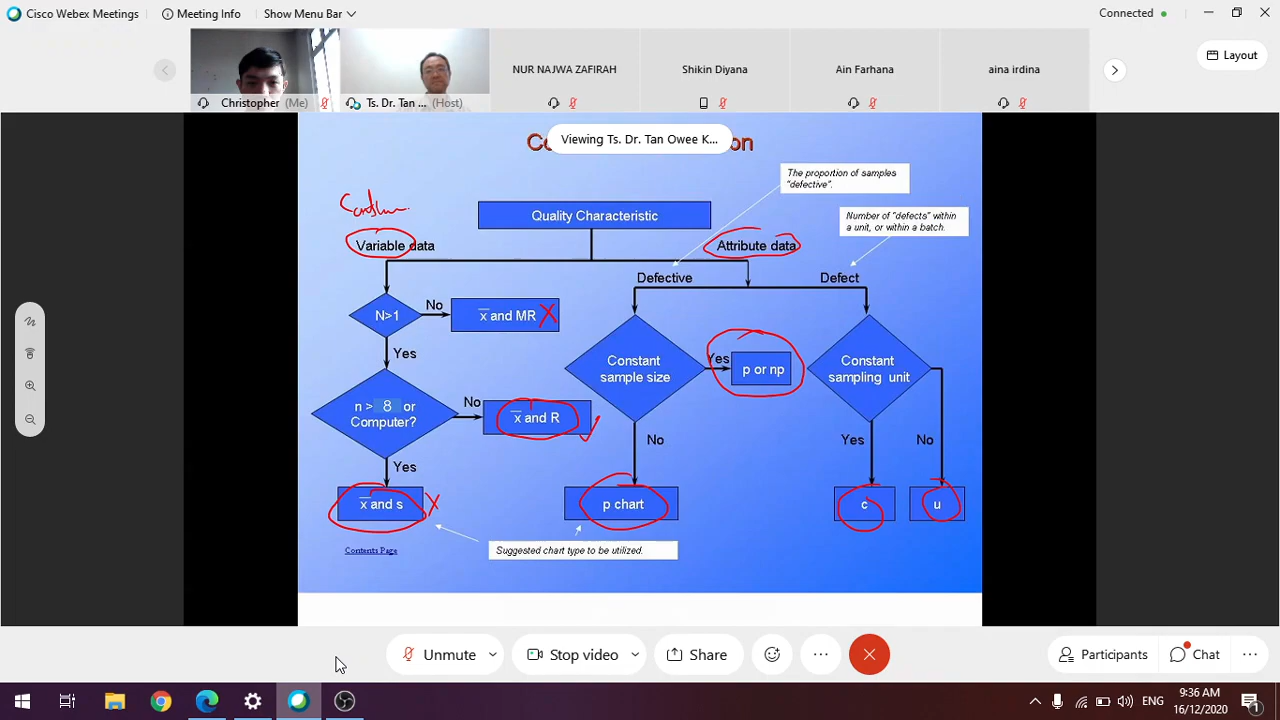 Cisco Webex Meetings
Meeting Info
Show Menu Bar
Connected
Layout
Christopher (Me)
Ts. Dr. Tan ... (Host)
NUR NAJWA ZAFIRAH
Shikin Diyana
Ain Farhana
aina irdina
Viewing Ts. Dr. Tan Owee K...
The proportion of samples
"defective".
Quality Characteristic
Number of "defects" within
a unit, or within a batch.
Variable data
Attribute data
Defective
Defect
N>1
No
x̅ and MR X
Yes
Constant
sample size
Yes
p or np
Constant
sampling unit
n > 8 or
Computer?
No
x̅ and R
Yes
No
Yes
No
x̅ and s X
p chart
c
u
Contents Page
Suggested chart type to be utilized.
Unmute
Stop video
Share
Participants
Chat
ENG
9:36 AM
16/12/2020
1